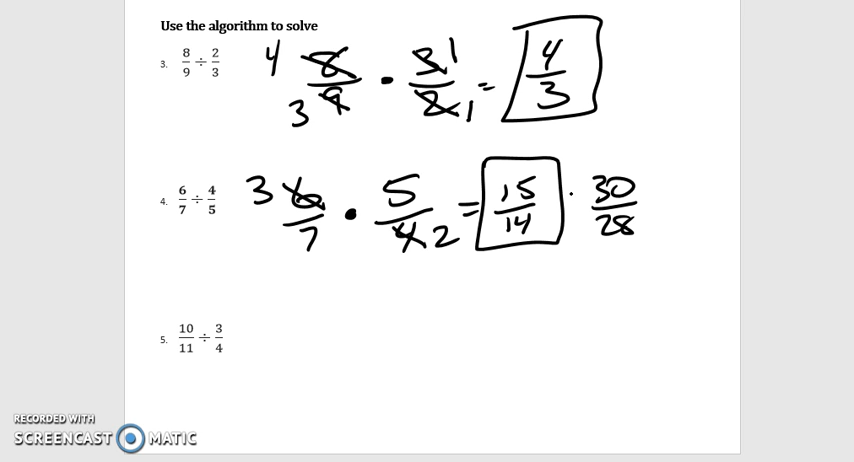 Use the algorithm to solve
3. 8/9 ÷ 2/3 4 8/9 3 • 3/2 1 1 = 4/3
4. 6/7 ÷ 4/5 3 6/7 • 5/4 2 = 15/14 · 30/28
5. 10/11 ÷ 3/4
RECORDED WITH
SCREENCAST MATIC